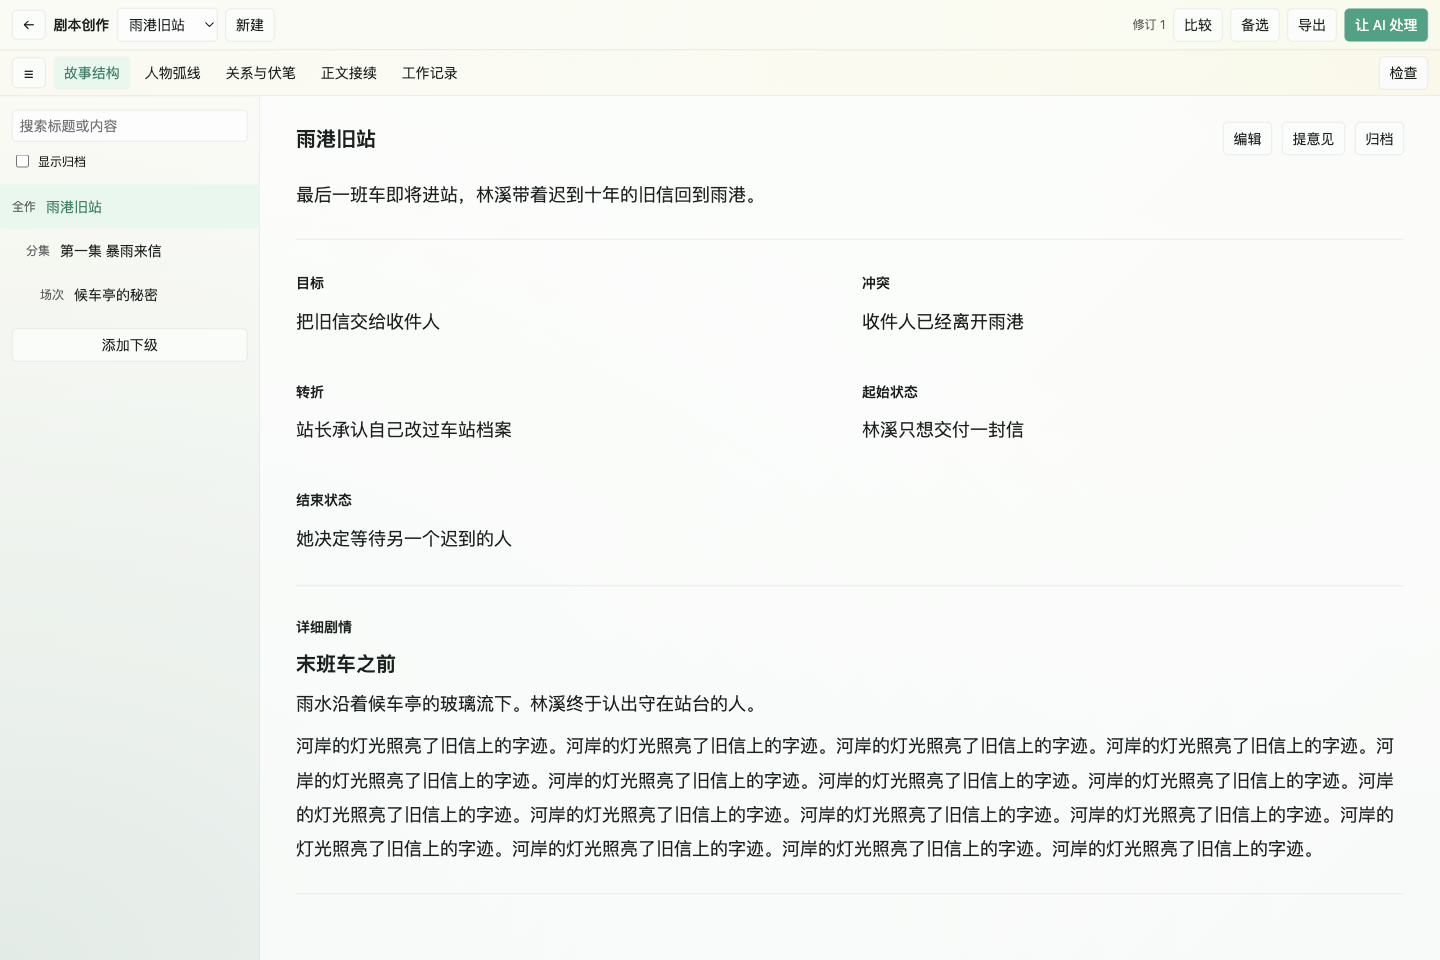 ← 剧本创作 雨港旧站 新建 修订 1 比较 备选 导出 让 AI 处理
≡ 故事结构 人物弧线 关系与伏笔 正文接续 工作记录 检查
搜索标题或内容
显示归档
全作 雨港旧站
分集 第一集 暴雨来信
场次 候车亭的秘密
添加下级
雨港旧站 编辑 提意见 归档
最后一班车即将进站，林溪带着迟到十年的旧信回到雨港。
目标
把旧信交给收件人
冲突
收件人已经离开雨港
转折
站长承认自己改过车站档案
起始状态
林溪只想交付一封信
结束状态
她决定等待另一个迟到的人
详细剧情
末班车之前
雨水沿着候车亭的玻璃流下。林溪终于认出守在站台的人。
河岸的灯光照亮了旧信上的字迹。河岸的灯光照亮了旧信上的字迹。河岸的灯光照亮了旧信上的字迹。河岸的灯光照亮了旧信上的字迹。河
岸的灯光照亮了旧信上的字迹。河岸的灯光照亮了旧信上的字迹。河岸的灯光照亮了旧信上的字迹。河岸的灯光照亮了旧信上的字迹。河岸
的灯光照亮了旧信上的字迹。河岸的灯光照亮了旧信上的字迹。河岸的灯光照亮了旧信上的字迹。河岸的灯光照亮了旧信上的字迹。河岸的
灯光照亮了旧信上的字迹。河岸的灯光照亮了旧信上的字迹。河岸的灯光照亮了旧信上的字迹。河岸的灯光照亮了旧信上的字迹。